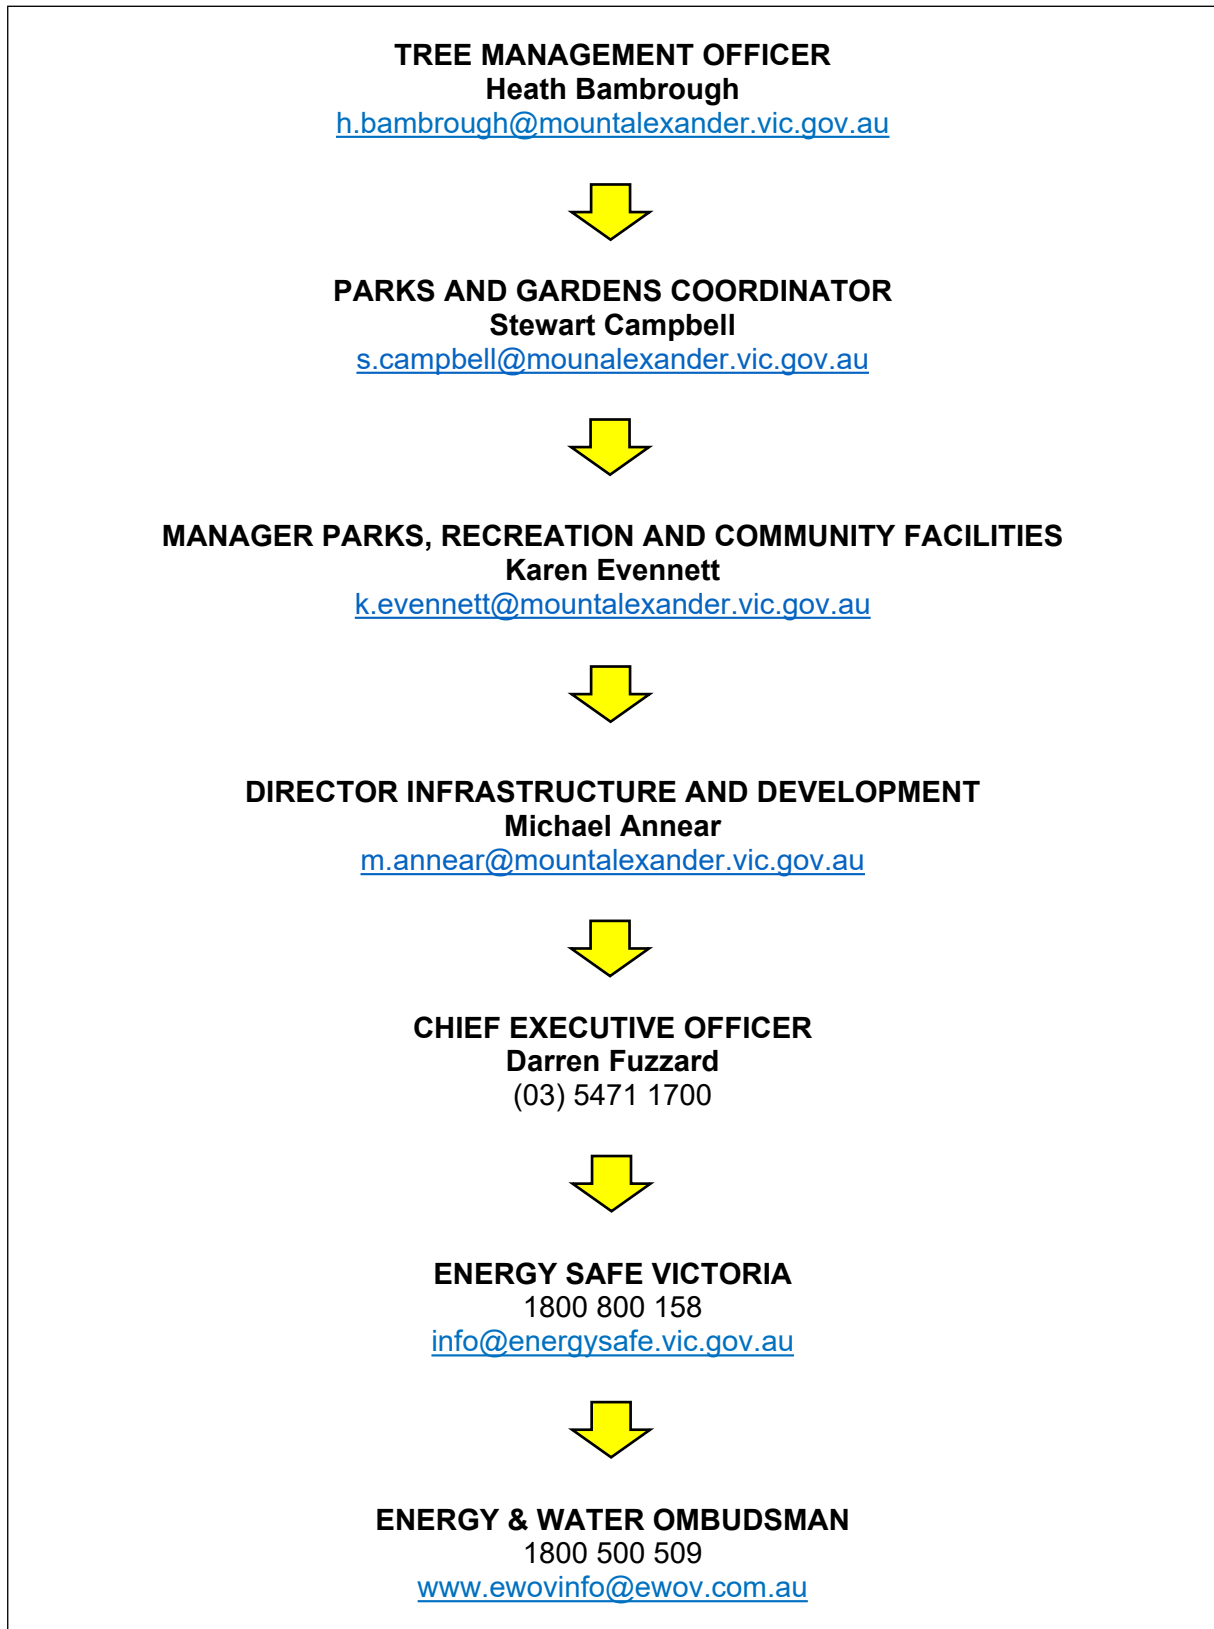 TREE MANAGEMENT OFFICER
Heath Bambrough
h.bambrough@mountalexander.vic.gov.au
PARKS AND GARDENS COORDINATOR
Stewart Campbell
s.campbell@mounalexander.vic.gov.au
MANAGER PARKS, RECREATION AND COMMUNITY FACILITIES
Karen Evennett
k.evennett@mountalexander.vic.gov.au
DIRECTOR INFRASTRUCTURE AND DEVELOPMENT
Michael Annear
m.annear@mountalexander.vic.gov.au
CHIEF EXECUTIVE OFFICER
Darren Fuzzard
(03) 5471 1700
ENERGY SAFE VICTORIA
1800 800 158
info@energysafe.vic.gov.au
ENERGY & WATER OMBUDSMAN
1800 500 509
www.ewovinfo@ewov.com.au